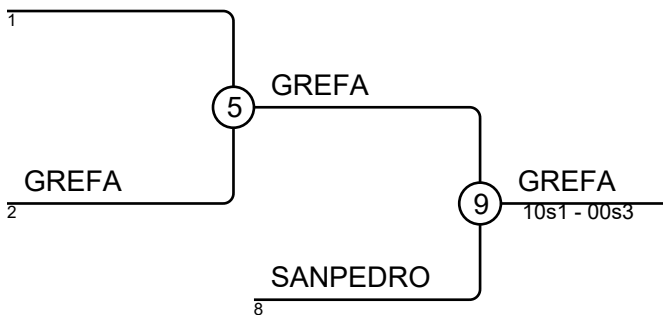 1
GREFA
5
GREFA
2
GREFA
9
10s1 - 00s3
SANPEDRO
8